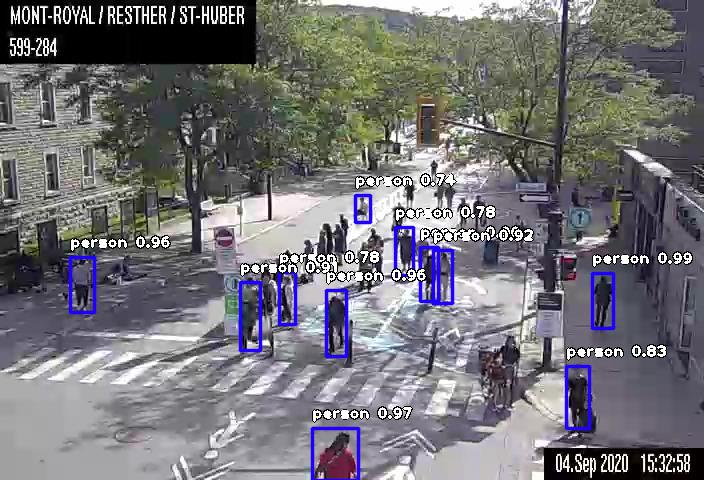 MONT-ROYAL / RESTHER / ST-HUBER
599-284
person 0.74
person 0.78
person 0.92
person 0.96
person 0.78
person 0.91
person 0.96
person 0.99
person 0.83
person 0.97
04.Sep 2020 15:32:58